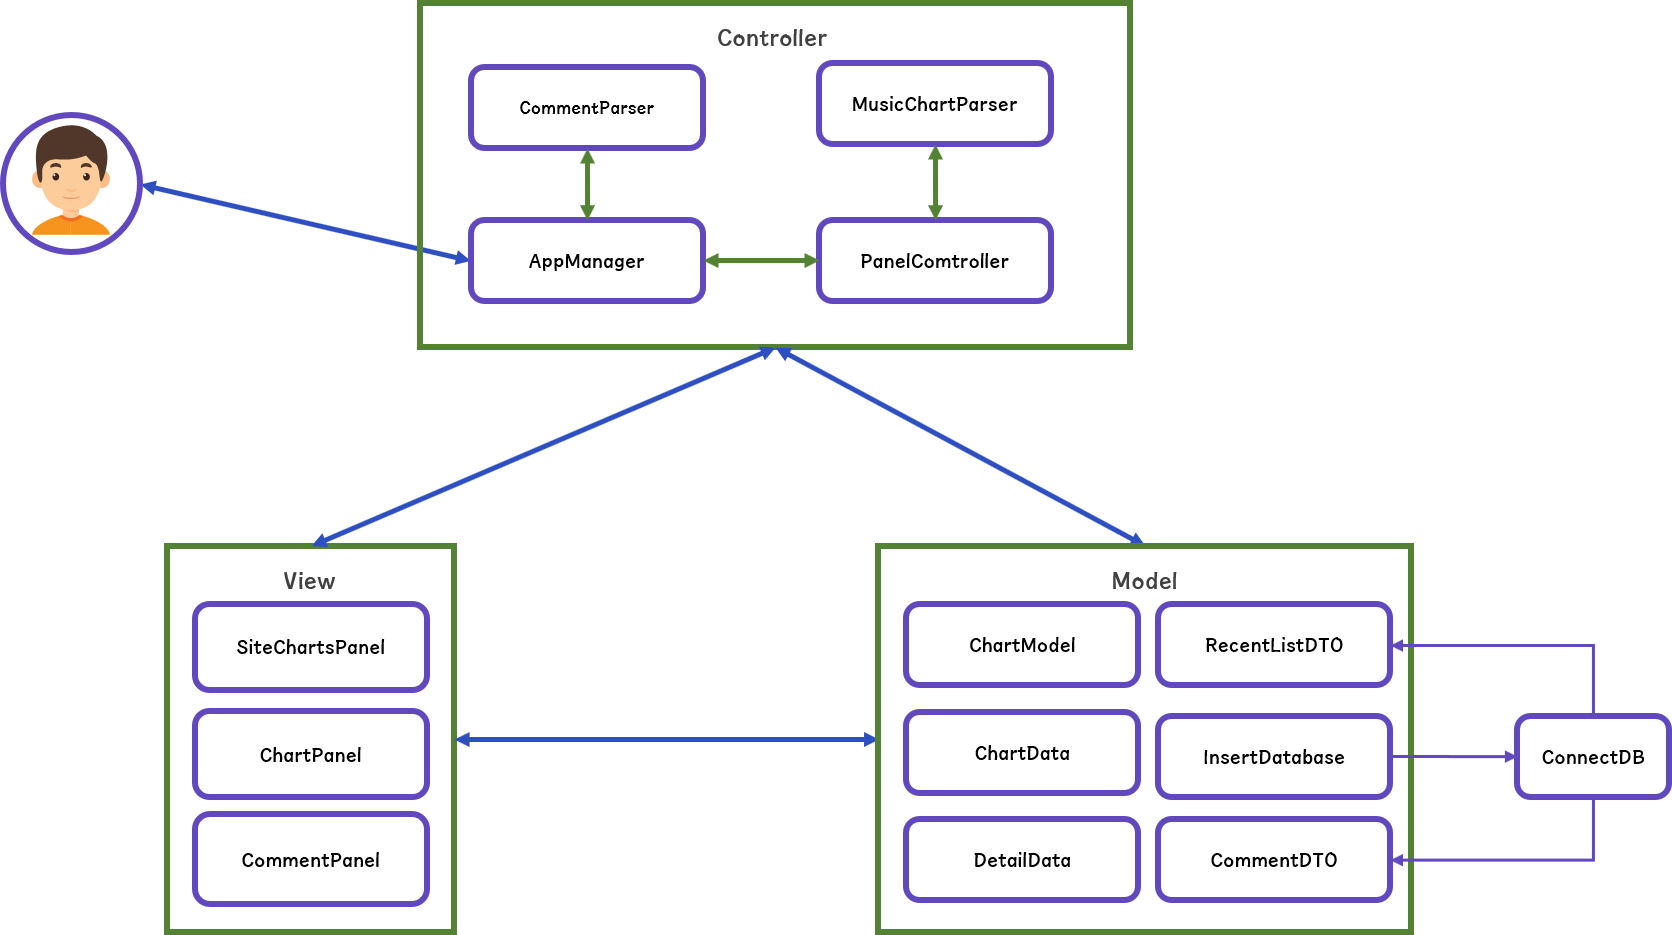 Controller
CommentParser
MusicChartParser
AppManager
PanelComtroller
View
SiteChartsPanel
ChartPanel
CommentPanel
Model
ChartModel
RecentListDTO
ChartData
InsertDatabase
DetailData
CommentDTO
ConnectDB